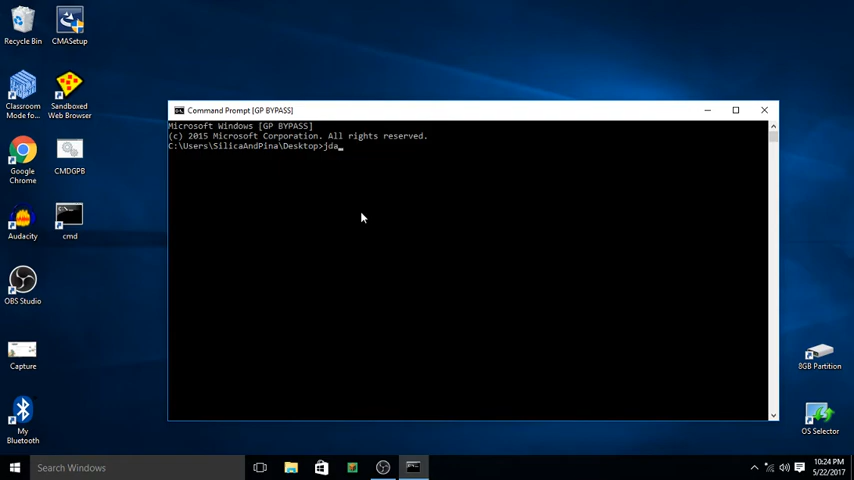 Recycle Bin
CMASetup
Classroom
Mode fo...
Sandboxed
Web Browser
Google
Chrome
CMDGPB
Audacity
cmd
OBS Studio
Capture
My
Bluetooth
Command Prompt [GP BYPASS]
Microsoft Windows [GP BYPASS]
(c) 2015 Microsoft Corporation. All rights reserved.
C:\Users\SilicaAndPina\Desktop>jda_
8GB Partition
OS Selector
Search Windows
10:24 PM
5/22/2017